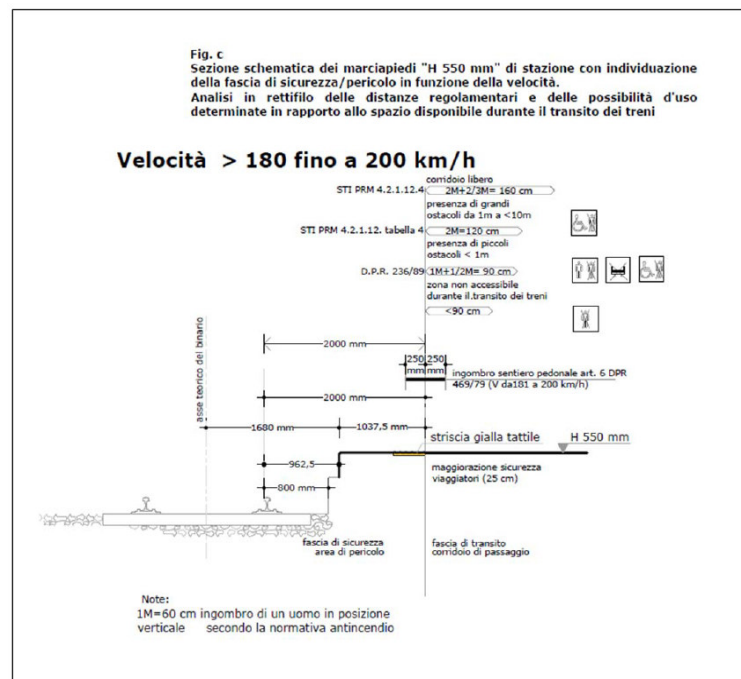 Fig. c
Sezione schematica dei marciapiedi "H 550 mm" di stazione con individuazione
della fascia di sicurezza/pericolo in funzione della velocità.
Analisi in rettifilo delle distanze regolamentari e delle possibilità d'uso
determinate in rapporto allo spazio disponibile durante il transito dei treni
Velocità > 180 fino a 200 km/h
corridoio libero
STI PRM 4.2.1.12.4
2M+2/3M= 160 cm
presenza di grandi
ostacoli da 1m a <10m
STI PRM 4.2.1.12. tabella 4
2M=120 cm
presenza di piccoli
ostacoli < 1m
D.P.R. 236/89
1M+1/2M= 90 cm
zona non accessibile
durante il.transito dei treni
<90 cm
asse teorico del binario
2000 mm
250 mm
250 mm
ingombro sentiero pedonale art. 6 DPR
469/79 (V da181 a 200 km/h)
2000 mm
1680 mm
1037,5 mm
striscia gialla tattile
H 550 mm
962,5
maggiorazione sicurezza
viaggiatori (25 cm)
800 mm
fascia di sicurezza
area di pericolo
fascia di transito
corridoio di passaggio
Note:
1M=60 cm ingombro di un uomo in posizione
verticale secondo la normativa antincendio